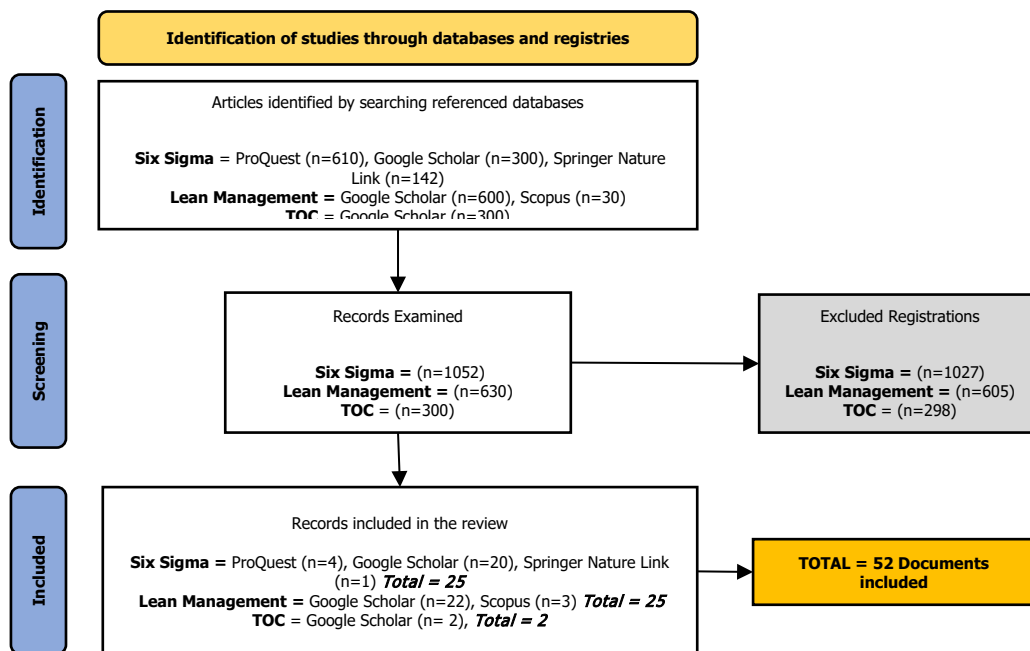 Identification of studies through databases and registries
Identification
Articles identified by searching referenced databases
Six Sigma = ProQuest (n=610), Google Scholar (n=300), Springer Nature
Link (n=142)
Lean Management = Google Scholar (n=600), Scopus (n=30)
TOC = Google Scholar (n=300)
Screening
Records Examined
Six Sigma = (n=1052)
Lean Management = (n=630)
TOC = (n=300)
Excluded Registrations
Six Sigma = (n=1027)
Lean Management = (n=605)
TOC = (n=298)
Included
Records included in the review
Six Sigma = ProQuest (n=4), Google Scholar (n=20), Springer Nature Link
(n=1) Total = 25
Lean Management = Google Scholar (n=22), Scopus (n=3) Total = 25
TOC = Google Scholar (n= 2), Total = 2
TOTAL = 52 Documents
included